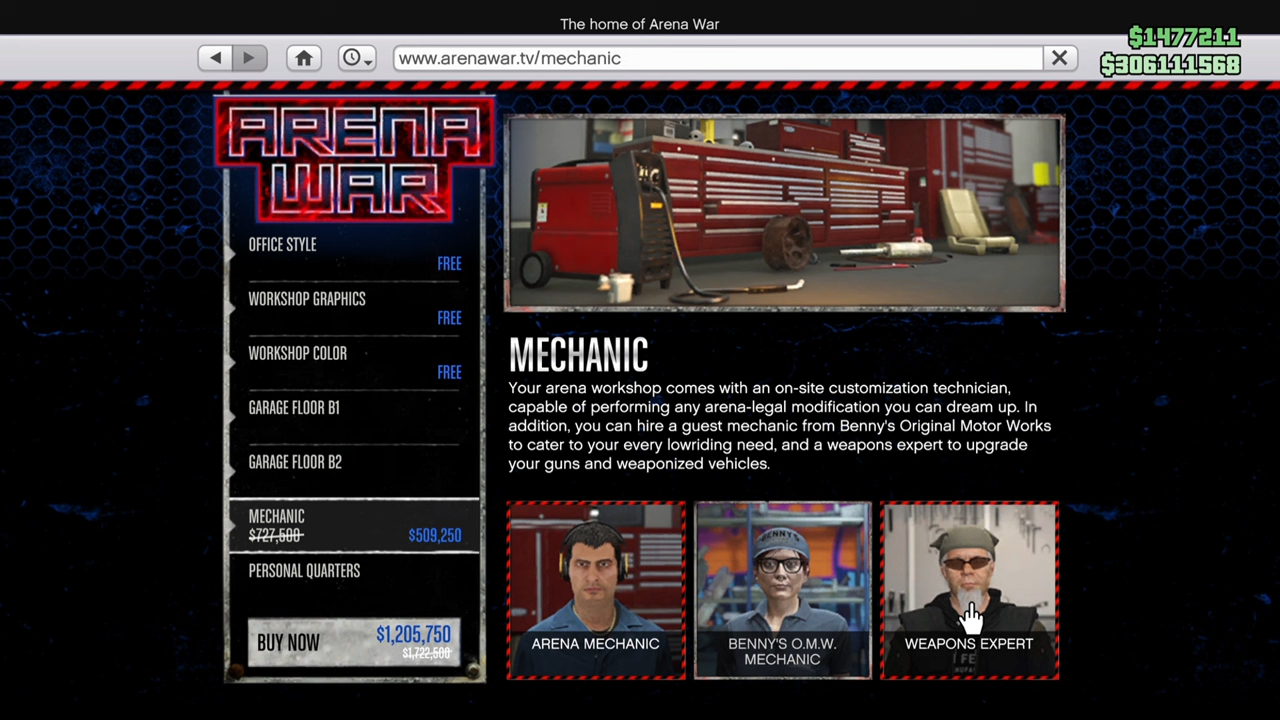 The home of Arena War
www.arenawar.tv/mechanic
$1477211
$306111568
ARENA
WAR
OFFICE STYLE
FREE
WORKSHOP GRAPHICS
FREE
WORKSHOP COLOR
FREE
GARAGE FLOOR B1
GARAGE FLOOR B2
MECHANIC
$727,500 $509,250
PERSONAL QUARTERS
BUY NOW $1,205,750
$1,722,500
MECHANIC
Your arena workshop comes with an on-site customization technician,
capable of performing any arena-legal modification you can dream up. In
addition, you can hire a guest mechanic from Benny's Original Motor Works
to cater to your every lowriding need, and a weapons expert to upgrade
your guns and weaponized vehicles.
ARENA MECHANIC
BENNY'S
BENNY'S O.M.W.
MECHANIC
WEAPONS EXPERT